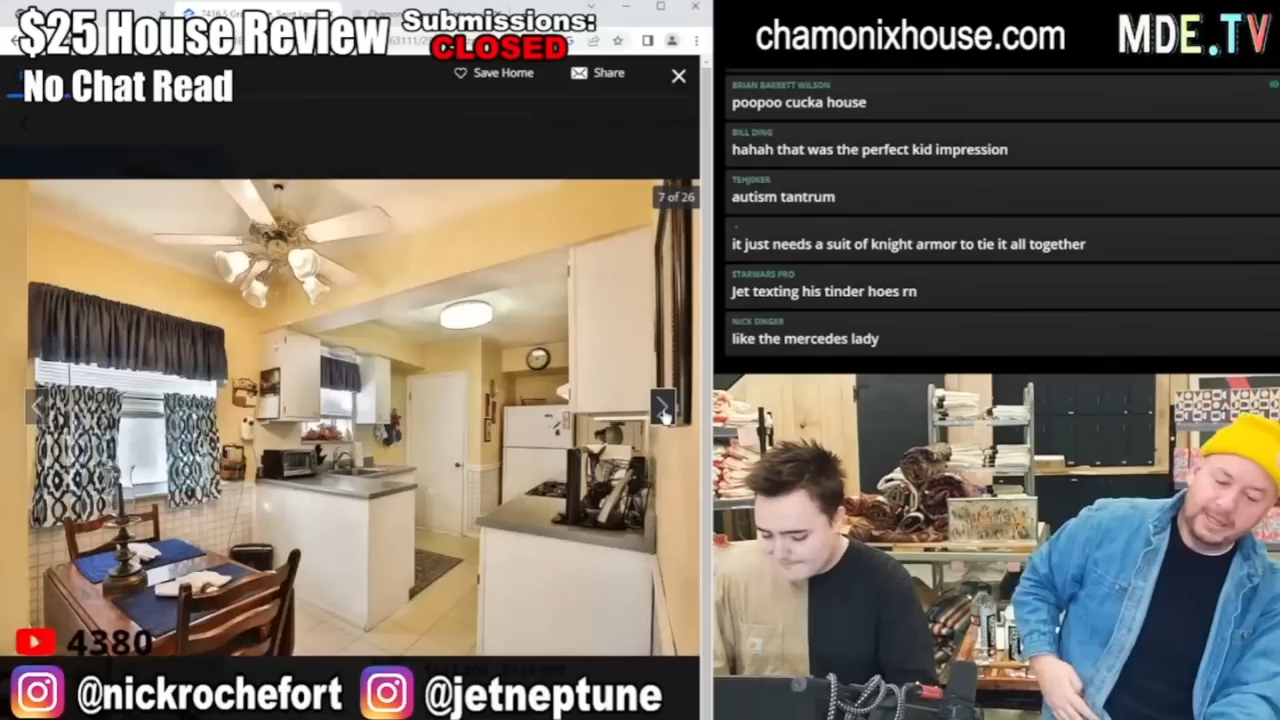 $25 House Review
Submissions:
CLOSED
No Chat Read
Save Home
Share
7 of 26
4380
@nickrochefort
@jetneptune
chamonixhouse.com
MDE.TV
BRIAN BARRETT WILSON
poopoo cucka house
BILL DING
hahah that was the perfect kid impression
TEHJOKER
autism tantrum
it just needs a suit of knight armor to tie it all together
STARWARS PRO
Jet texting his tinder hoes rn
NICK SINGER
like the mercedes lady